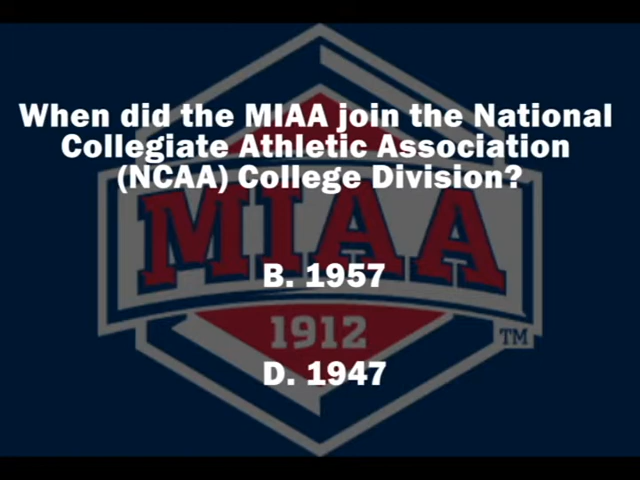 When did the MIAA join the National
Collegiate Athletic Association
(NCAA) College Division?
MIAA
B. 1957
1912
TM
D. 1947